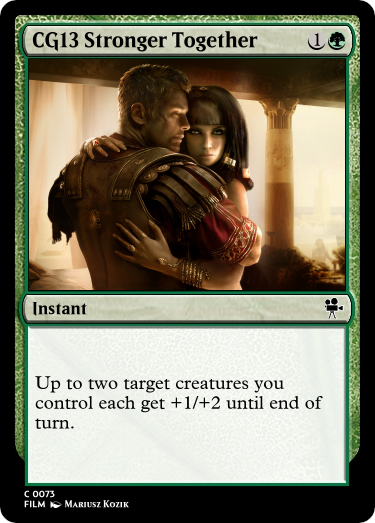 CG13 Stronger Together 1
Instant
Up to two target creatures you
control each get +1/+2 until end of
turn.
C 0073
FILM Mariusz Kozik